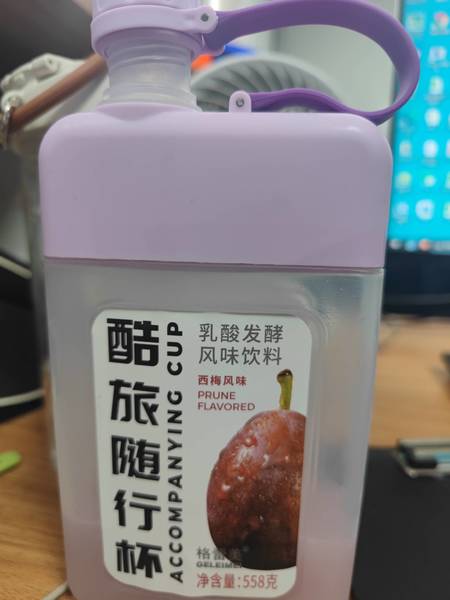 酷旅随行杯
ACCOMPANYING CUP
乳酸发酵
风味饮料
西梅风味
PRUNE
FLAVORED
GELEIMEI
净含量:558克